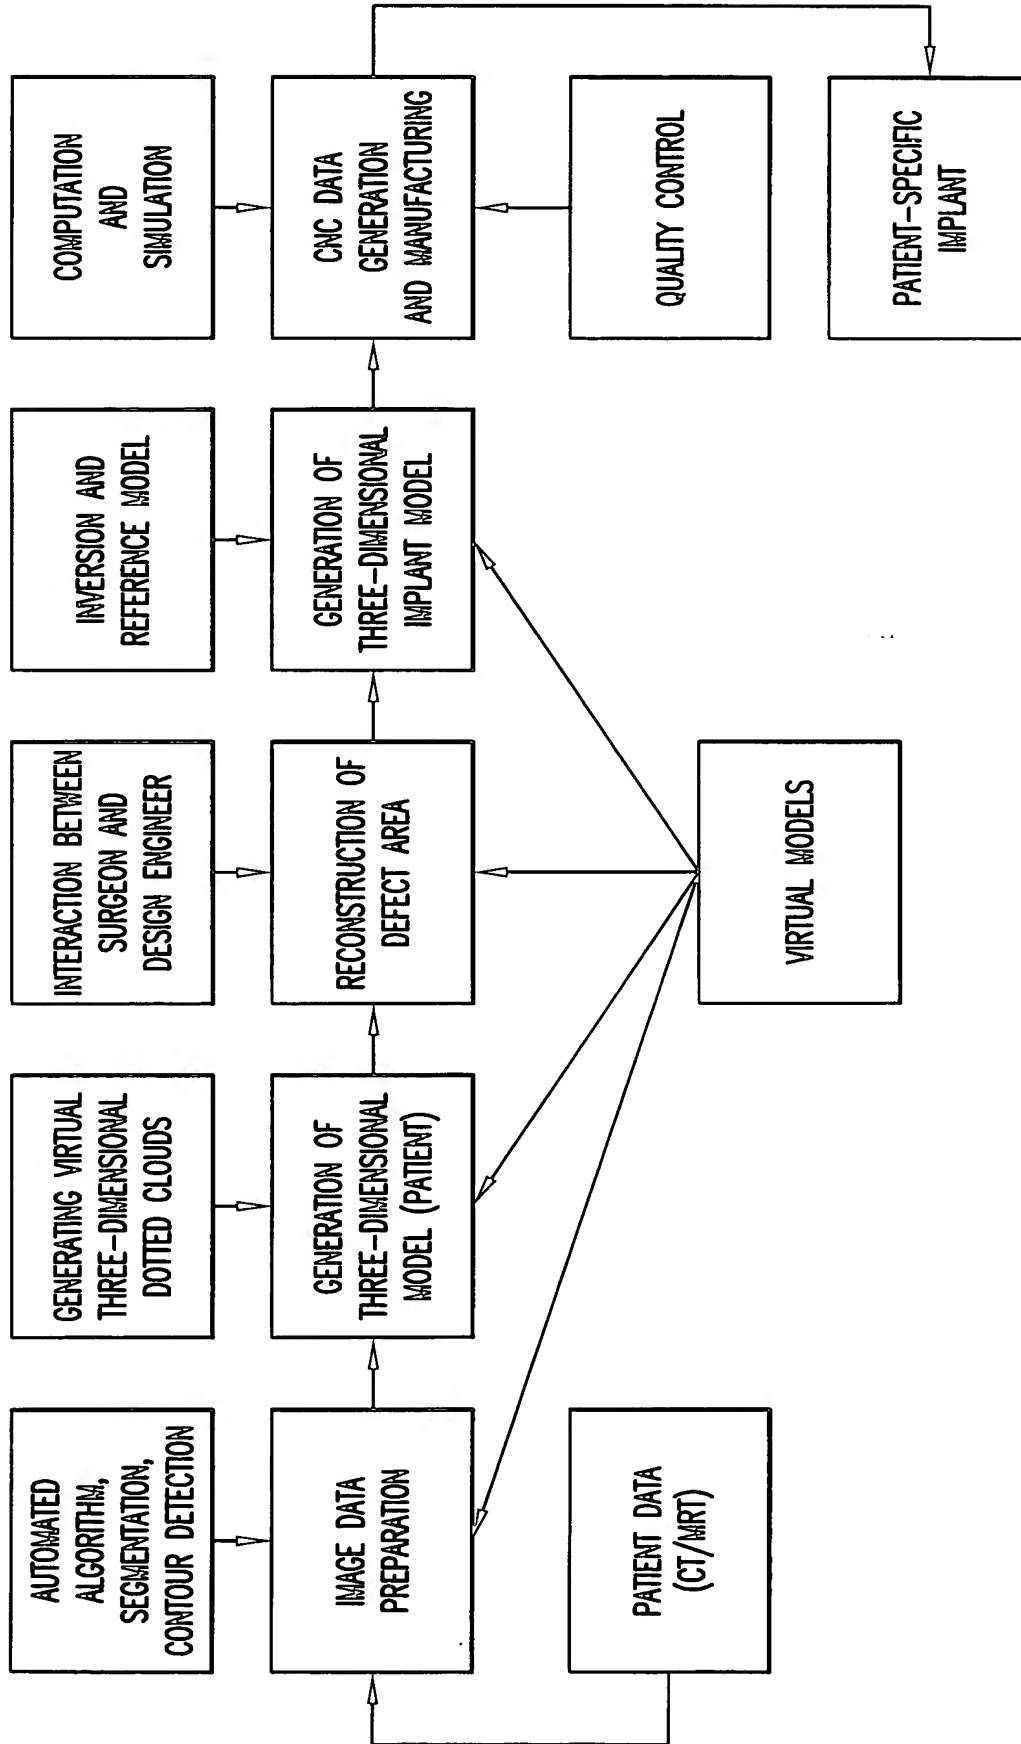 AUTOMATED
ALGORITHM,
SEGMENTATION,
CONTOUR DETECTION
GENERATING VIRTUAL
THREE-DIMENSIONAL
DOTTED CLOUDS
INTERACTION BETWEEN
SURGEON AND
DESIGN ENGINEER
INVERSION AND
REFERENCE MODEL
COMPUTATION
AND
SIMULATION
IMAGE DATA
PREPARATION
GENERATION OF
THREE-DIMENSIONAL
MODEL (PATIENT)
RECONSTRUCTION OF
DEFECT AREA
GENERATION OF
THREE-DIMENSIONAL
IMPLANT MODEL
CNC DATA
GENERATION
AND MANUFACTURING
PATIENT DATA
(CT/MRT)
VIRTUAL MODELS
QUALITY CONTROL
PATIENT-SPECIFIC
IMPLANT